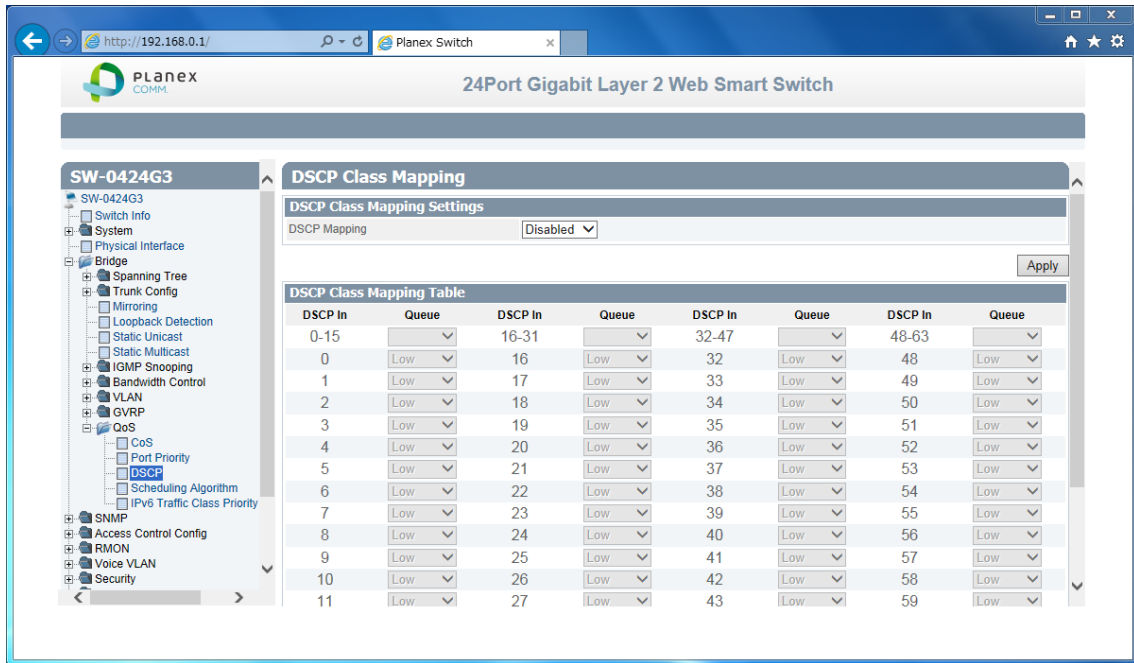 http://192.168.0.1/
Planex Switch
PLANEX
COMM.
24Port Gigabit Layer 2 Web Smart Switch
SW-0424G3
SW-0424G3
Switch Info
System
Physical Interface
Bridge
Spanning Tree
Trunk Config
Mirroring
Loopback Detection
Static Unicast
Static Multicast
IGMP Snooping
Bandwidth Control
VLAN
GVRP
QoS
CoS
Port Priority
DSCP
Scheduling Algorithm
IPv6 Traffic Class Priority
SNMP
Access Control Config
RMON
Voice VLAN
Security
DSCP Class Mapping
DSCP Class Mapping Settings
DSCP Mapping Disabled
Apply
DSCP Class Mapping Table
DSCP In Queue DSCP In Queue DSCP In Queue DSCP In Queue
0-15 16-31 32-47 48-63
0 Low 16 Low 32 Low 48 Low
1 Low 17 Low 33 Low 49 Low
2 Low 18 Low 34 Low 50 Low
3 Low 19 Low 35 Low 51 Low
4 Low 20 Low 36 Low 52 Low
5 Low 21 Low 37 Low 53 Low
6 Low 22 Low 38 Low 54 Low
7 Low 23 Low 39 Low 55 Low
8 Low 24 Low 40 Low 56 Low
9 Low 25 Low 41 Low 57 Low
10 Low 26 Low 42 Low 58 Low
11 Low 27 Low 43 Low 59 Low